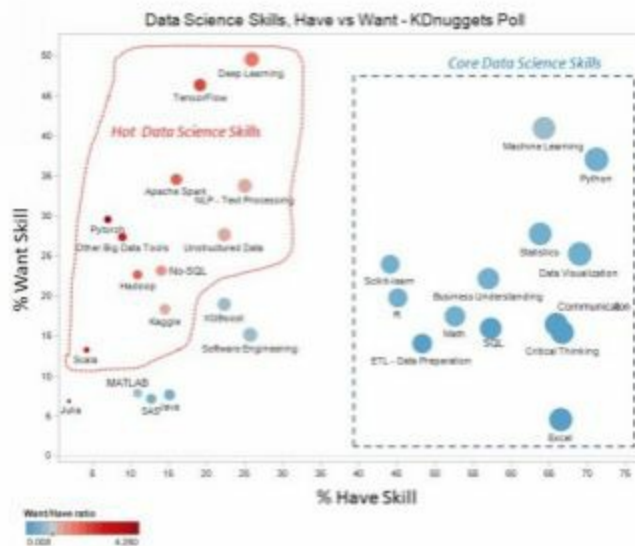 Data Science Skills, Have vs Want - KDnuggets Poll
50
45
40
35
30
25
20
15
10
5
0
% Want Skill
Core Data Science Skills
Deep Learning
TensorFlow
Hot Data Science Skills
Machine Learning
Python
Apache Spark
NLP - Text Processing
Pytorch
Other Big Data Tools
Unstructured Data
Statistics
Data Visualization
Hadoop
No-SQL
Scikit-learn
Business Understanding
Kaggle
XGBoost
R
Communication
Software Engineering
Math
SQL
Critical Thinking
Scala
ETL - Data Preparation
MATLAB
Julia
SAS
Java
Excel
5
10
15
20
25
30
35
40
45
50
55
60
65
70
75
% Have Skill
Want/Have ratio